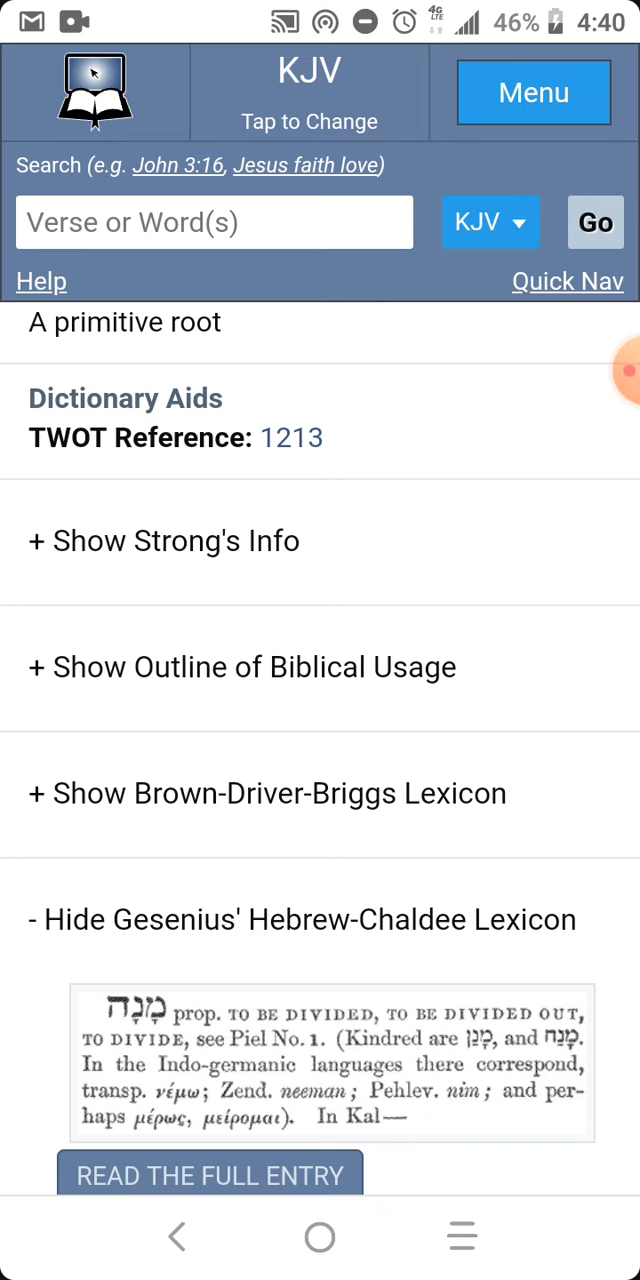 4G
LTE
46%
4:40
KJV
Tap to Change
Menu
Search (e.g. John 3:16, Jesus faith love)
Verse or Word(s)
KJV
Go
Help
Quick Nav
A primitive root
Dictionary Aids
TWOT Reference: 1213
+ Show Strong's Info
+ Show Outline of Biblical Usage
+ Show Brown-Driver-Briggs Lexicon
- Hide Gesenius' Hebrew-Chaldee Lexicon
מָנָה prop. TO BE DIVIDED, TO BE DIVIDED OUT,
TO DIVIDE, see Piel No. 1. (Kindred are מָנַן, and מָנַח.
In the Indo-germanic languages there correspond,
transp. νέμω; Zend. neeman; Pehlev. nim; and per-
haps μέρως, μείρομαι). In Kal—
READ THE FULL ENTRY